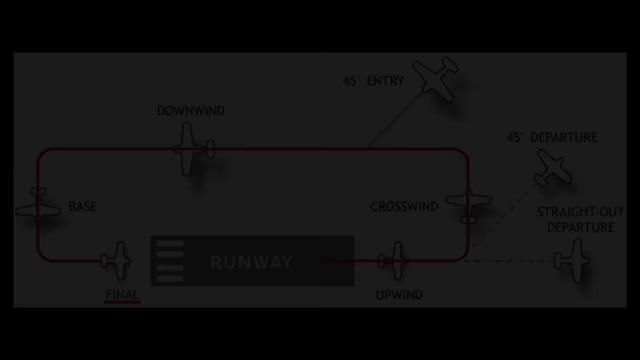 45° ENTRY
DOWNWIND
45° DEPARTURE
BASE
CROSSWIND
STRAIGHT-OUT
DEPARTURE
RUNWAY
FINAL
UPWIND